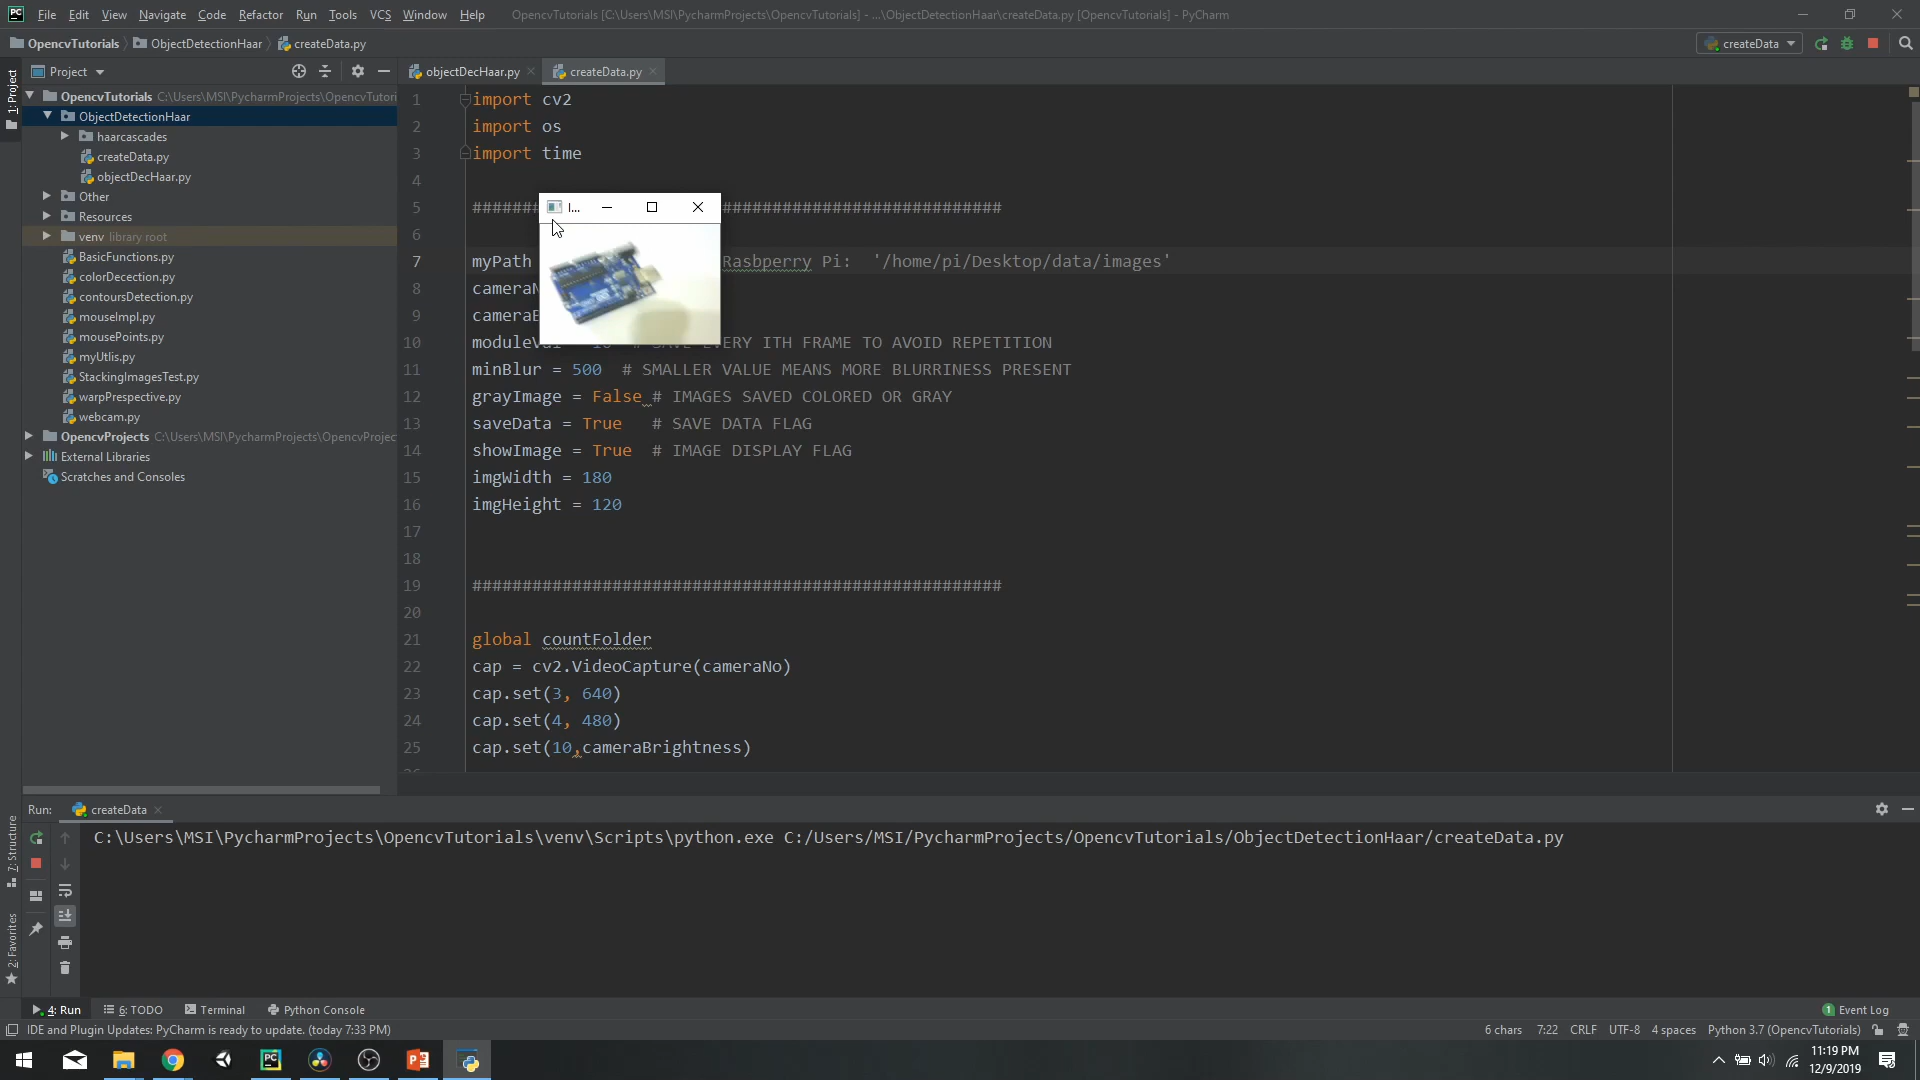 PC File Edit View Navigate Code Refactor Run Tools VCS Window Help OpencvTutorials [C:\Users\MSI\PycharmProjects\OpencvTutorials] - ...\ObjectDetectionHaar\createData.py [OpencvTutorials] - PyCharm
OpencvTutorials ObjectDetectionHaar createData.py createData
1: Project
Project objectDecHaar.py createData.py
OpencvTutorials C:\Users\MSI\PycharmProjects\OpencvTutori
ObjectDetectionHaar
haarcascades
createData.py
objectDecHaar.py
Other
Resources
venv library root
BasicFunctions.py
colorDecection.py
contoursDetection.py
mouseImpl.py
mousePoints.py
myUtlis.py
StackingImagesTest.py
warpPrespective.py
webcam.py
OpencvProjects C:\Users\MSI\PycharmProjects\OpencvProjec
External Libraries
Scratches and Consoles
1 import cv2
2 import os
3 import time
4
5 ####### ############################
6
7 myPath Rasbperry Pi: '/home/pi/Desktop/data/images'
8
9
10 # SAVE EVERY ITH FRAME TO AVOID REPETITION
11 minBlur = 500 # SMALLER VALUE MEANS MORE BLURRINESS PRESENT
12 grayImage = False # IMAGES SAVED COLORED OR GRAY
13 saveData = True # SAVE DATA FLAG
14 showImage = True # IMAGE DISPLAY FLAG
15 imgWidth = 180
16 imgHeight = 120
17
18
19 #####################################################
20
21 global countFolder
22 cap = cv2.VideoCapture(cameraNo)
23 cap.set(3, 640)
24 cap.set(4, 480)
25 cap.set(10,cameraBrightness)
I...
Run: createData
C:\Users\MSI\PycharmProjects\OpencvTutorials\venv\Scripts\python.exe C:/Users/MSI/PycharmProjects/OpencvTutorials/ObjectDetectionHaar/createData.py
7: Structure
2: Favorites
4: Run 6: TODO Terminal Python Console 1 Event Log
IDE and Plugin Updates: PyCharm is ready to update. (today 7:33 PM) 6 chars 7:22 CRLF UTF-8 4 spaces Python 3.7 (OpencvTutorials)
11:19 PM
12/9/2019